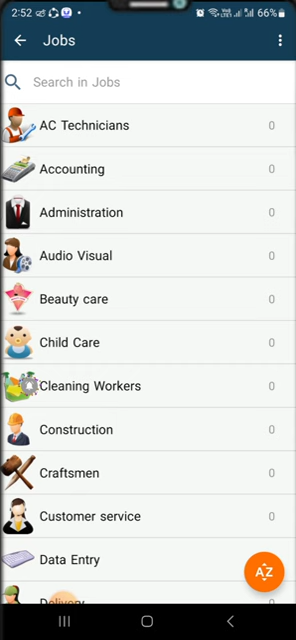 2:52 66%
Jobs
Search in Jobs
AC Technicians 0
Accounting 0
Administration 0
Audio Visual 0
Beauty care 0
Child Care 0
Cleaning Workers 0
Construction 0
Craftsmen 0
Customer service 0
Data Entry
AZ
Delivery